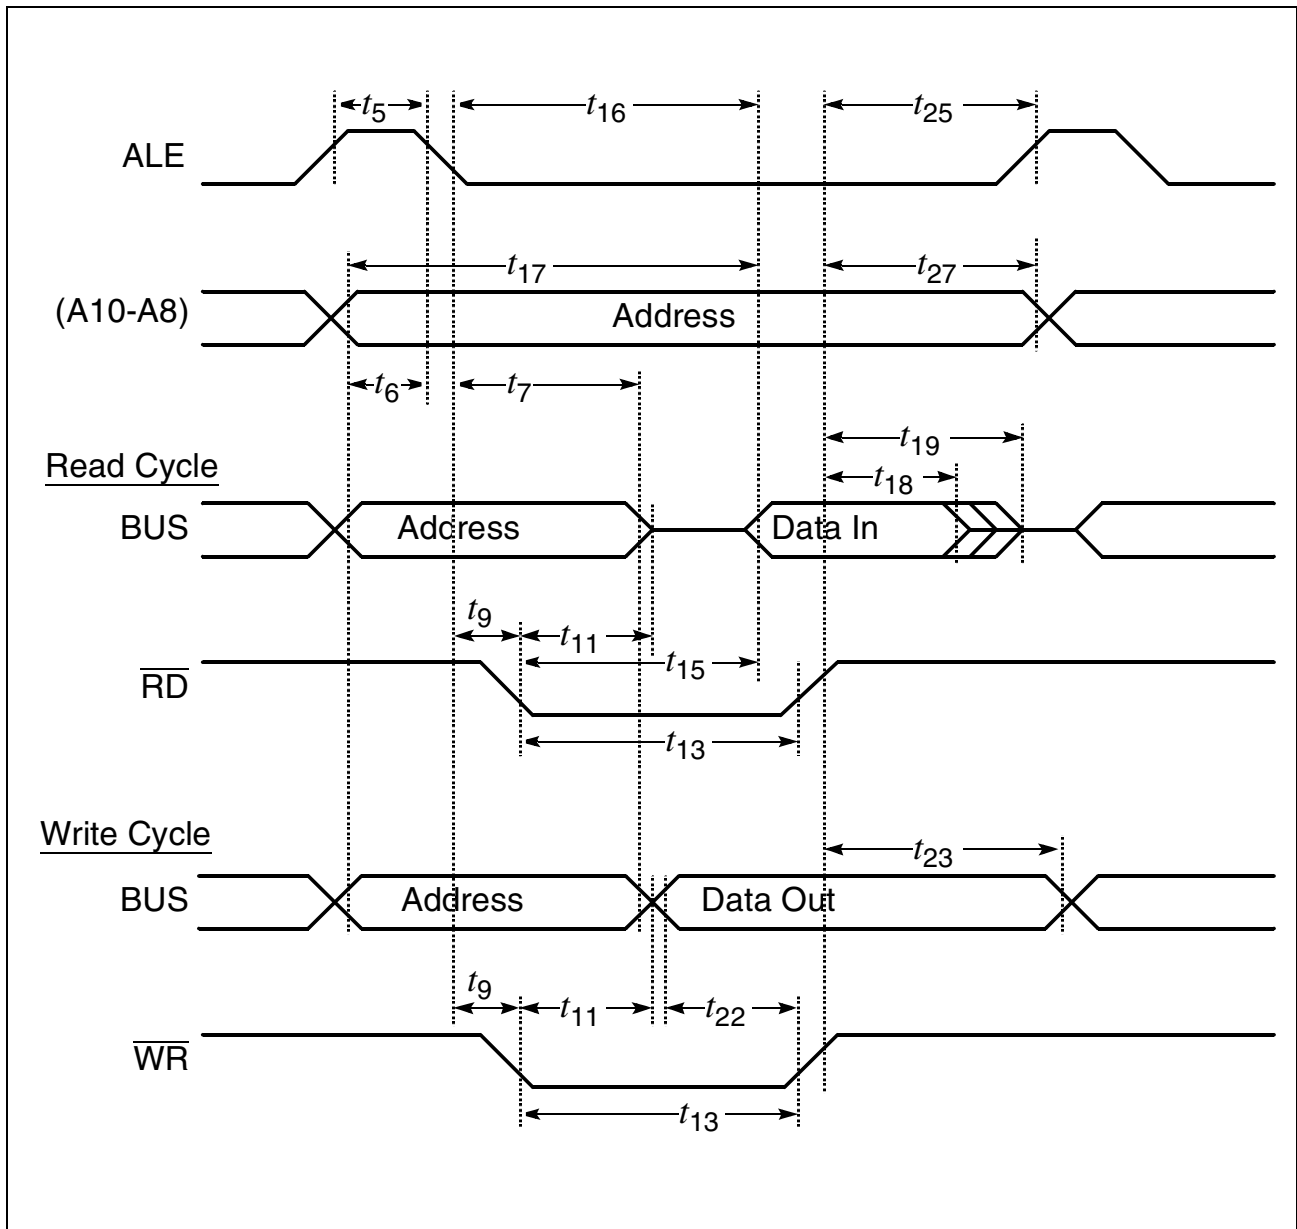 t5 t16 t25
ALE
t17 t27
(A10-A8) Address
t6 t7
t19
Read Cycle t18
BUS Address Data In
t9 t11
t15
RD
t13
Write Cycle
t23
BUS Address Data Out
t9 t11 t22
WR
t13